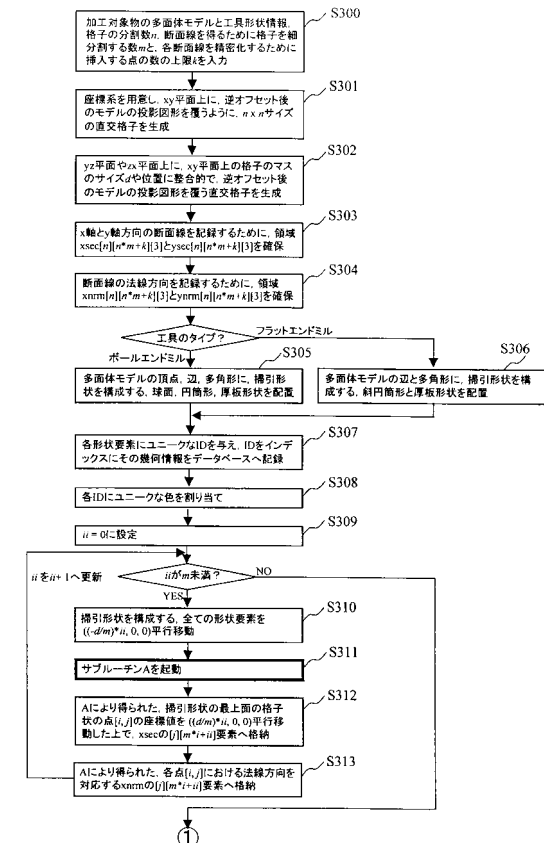 S300
加工対象物の多面体モデルと工具形状情報,
格子の分割数n, 断面線を得るために格子を細
分割する数mと, 各断面線を精密化するために
挿入する点の数の上限kを入力
S301
座標系を用意し, xy平面上に, 逆オフセット後
のモデルの投影図形を覆うように, n x nサイズ
の直交格子を生成
S302
yz平面やzx平面上に, xy平面上の格子のマス
のサイズdや位置に整合的で, 逆オフセット後
のモデルの投影図形を覆う直交格子を生成
S303
x軸とy軸方向の断面線を記録するために, 領域
xsec[n][n*m+k][3]とysec[n][n*m+k][3]を確保
S304
断面線の法線方向を記録するために, 領域
xnrm[n][n*m+k][3]とynrm[n][n*m+k][3]を確保
工具のタイプ?
フラットエンドミル
ボールエンドミル
S305
多面体モデルの頂点, 辺, 多角形に, 掃引形
状を構成する, 球面, 円筒形, 厚板形状を配置
S306
多面体モデルの辺と多角形に, 掃引形状を構
成する, 斜円筒形と厚板形状を配置
S307
各形状要素にユニークなIDを与え, IDをインデ
ックスにその幾何情報をデータベースへ記録
S308
各IDにユニークな色を割り当て
S309
ii = 0に設定
iiをii+1へ更新
iiがm未満?
NO
YES
S310
掃引形状を構成する, 全ての形状要素を
((-d/m)*ii, 0, 0)平行移動
S311
サブルーチンAを起動
S312
Aにより得られた, 掃引形状の最上面の格子
状の点[i, j]の座標値を ((d/m)*ii, 0, 0)平行移
動した上で, xsecの[j][m*i+ii]要素へ格納
S313
Aにより得られた, 各点[i, j]における法線方向を
対応するxnrmの[j][m*i+ii]要素へ格納
①